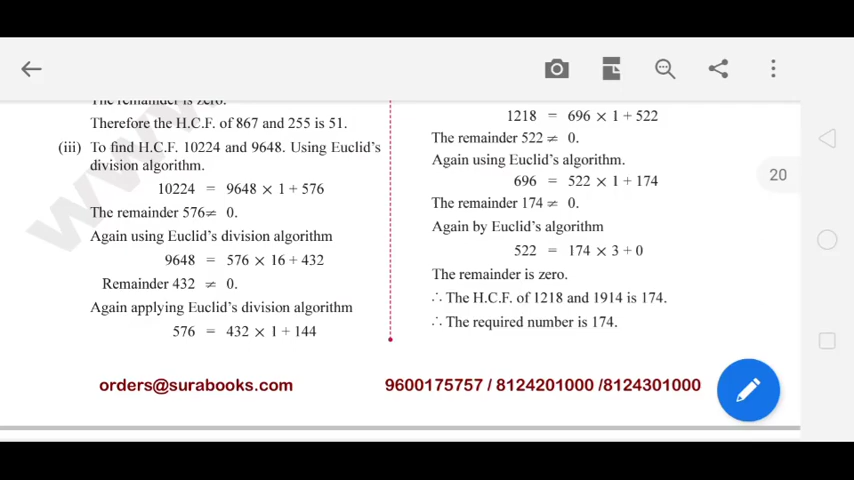 The remainder is zero.
Therefore the H.C.F. of 867 and 255 is 51.
(iii) To find H.C.F. 10224 and 9648. Using Euclid's
division algorithm.
10224 = 9648 × 1 + 576
The remainder 576≠ 0.
Again using Euclid's division algorithm
9648 = 576 × 16 + 432
Remainder 432 ≠ 0.
Again applying Euclid's division algorithm
576 = 432 × 1 + 144
1218 = 696 × 1 + 522
The remainder 522 ≠ 0.
Again using Euclid's algorithm.
696 = 522 × 1 + 174
The remainder 174 ≠ 0.
Again by Euclid's algorithm
522 = 174 × 3 + 0
The remainder is zero.
∴ The H.C.F. of 1218 and 1914 is 174.
∴ The required number is 174.
20
orders@surabooks.com
9600175757 / 8124201000 /8124301000
www